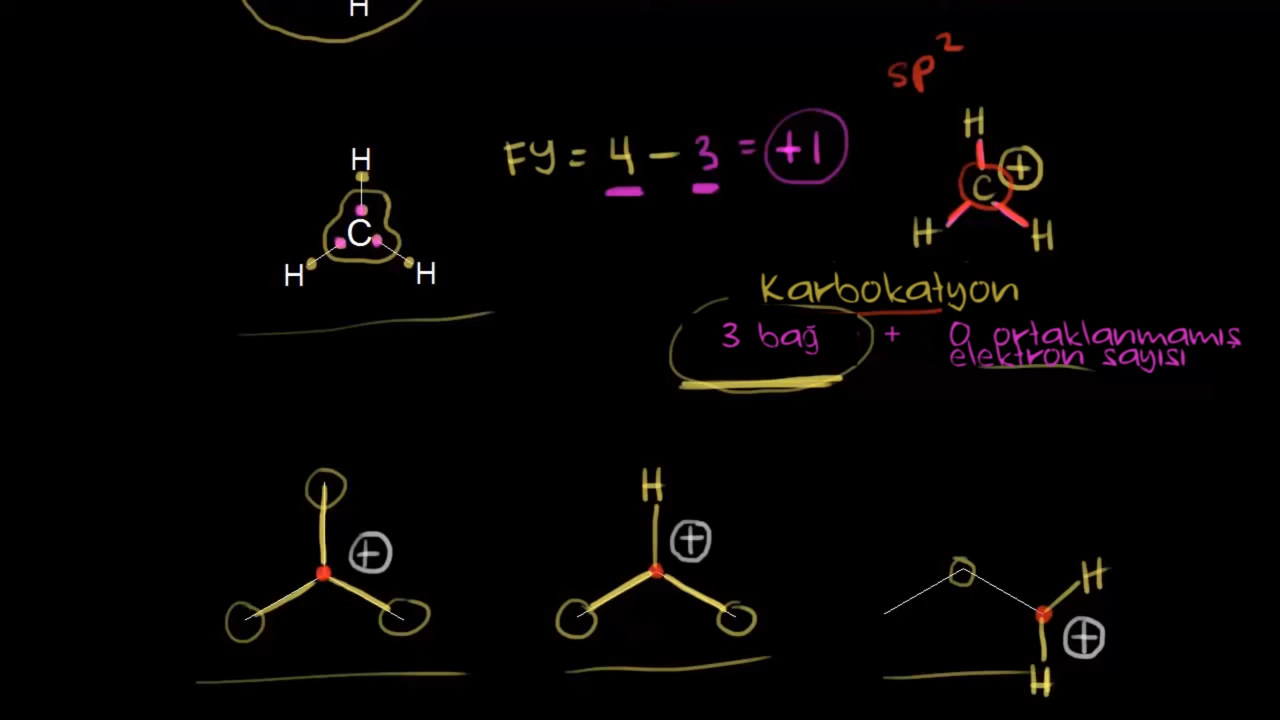 H
sp²
FY = 4 - 3 = +1
H
C
H H
H
C +
H H
Karbokatyon
3 bağ + 0 ortaklanmamış
elektron sayısı
+
H
+
H
+
H